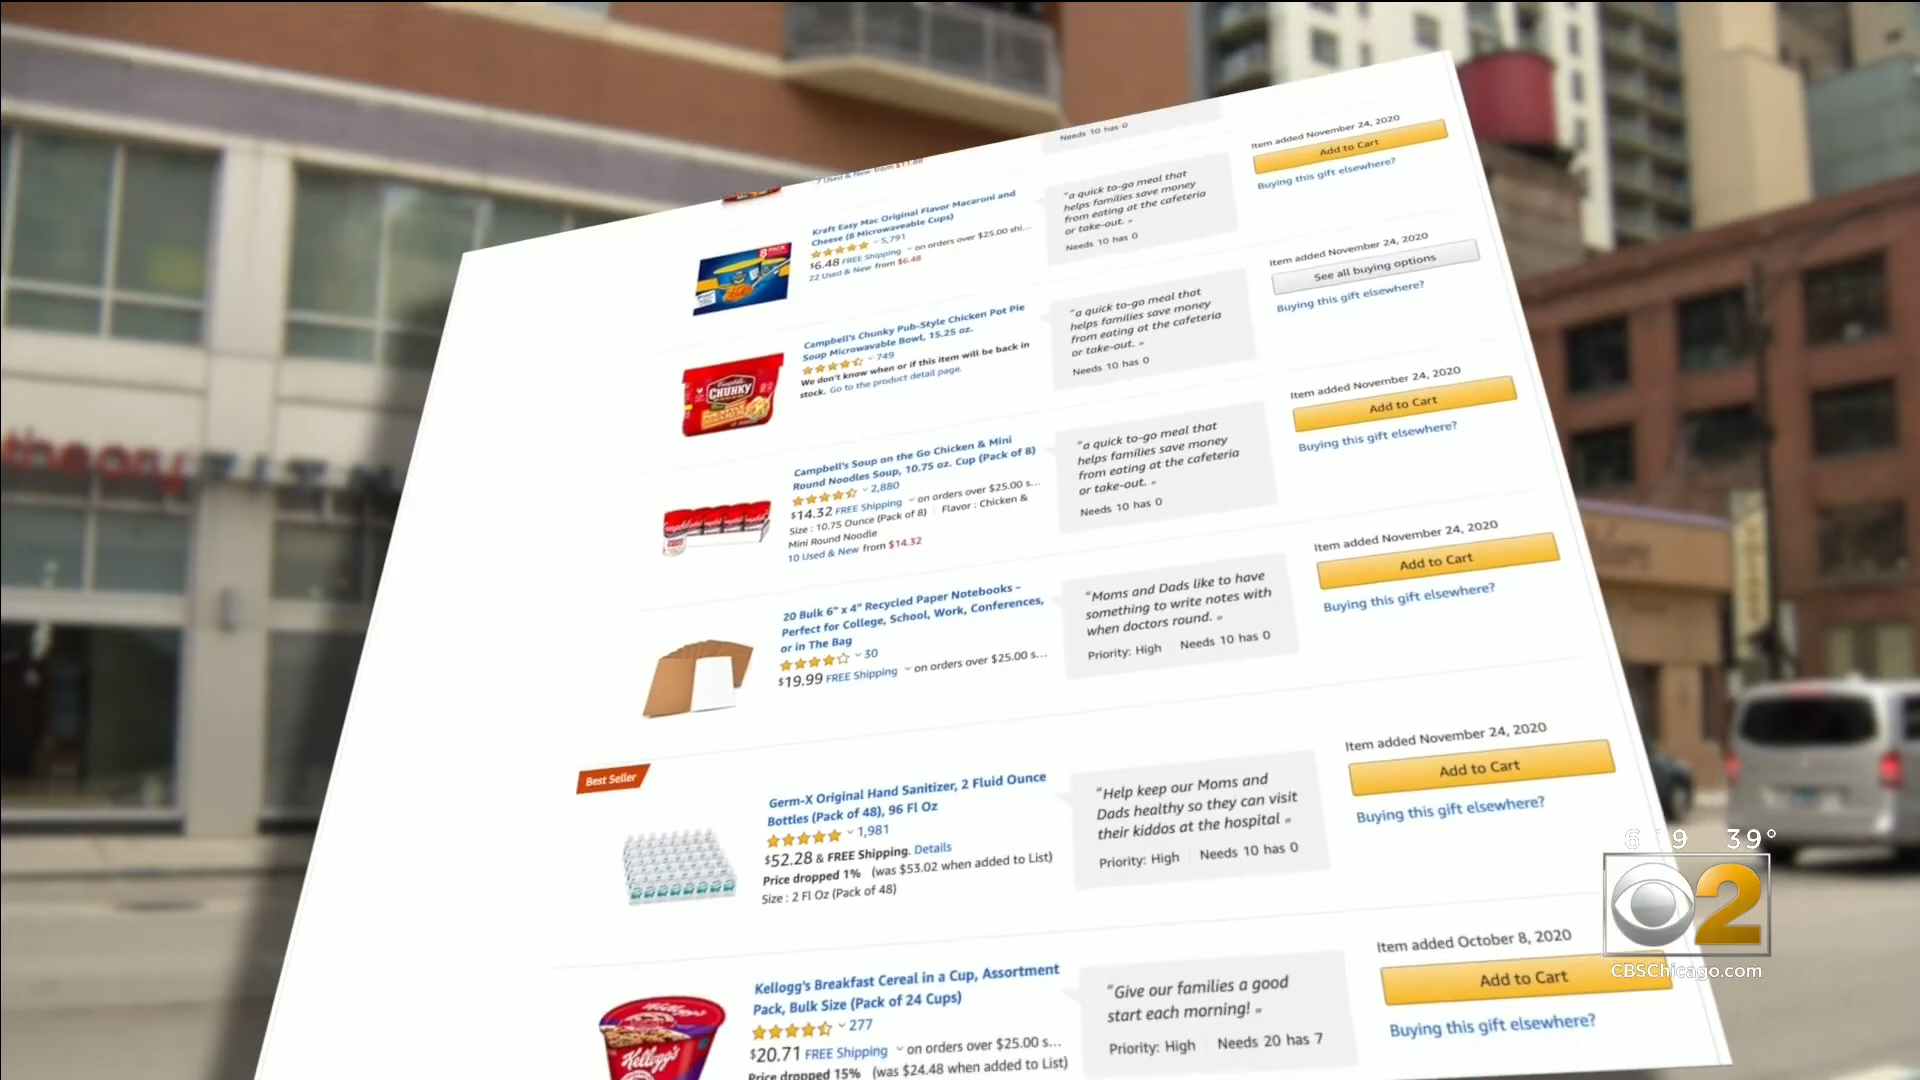 Needs 10 has 0
7 Used & New from $11.88
Item added November 24, 2020
Add to Cart
Buying this gift elsewhere?
8 PACK
Kraft Easy Mac Original Flavor Macaroni and
Cheese (8 Microwaveable Cups)
5,791
$6.48 FREE Shipping on orders over $25.00 shi...
22 Used & New from $6.48
"a quick to-go meal that
helps families save money
from eating at the cafeteria
or take-out. "
Needs 10 has 0
Item added November 24, 2020
See all buying options
Buying this gift elsewhere?
Campbell's
CHUNKY
Campbell's Chunky Pub-Style Chicken Pot Pie
Soup Microwavable Bowl, 15.25 oz.
749
We don't know when or if this item will be back in
stock. Go to the product detail page.
"a quick to-go meal that
helps families save money
from eating at the cafeteria
or take-out. "
Needs 10 has 0
Item added November 24, 2020
Add to Cart
Buying this gift elsewhere?
Campbell's Soup on the Go Chicken & Mini
Round Noodles Soup, 10.75 oz. Cup (Pack of 8)
2,880
$14.32 FREE Shipping on orders over $25.00 s...
Size : 10.75 Ounce (Pack of 8) | Flavor : Chicken &
Mini Round Noodle
10 Used & New from $14.32
"a quick to-go meal that
helps families save money
from eating at the cafeteria
or take-out. "
Needs 10 has 0
Item added November 24, 2020
Add to Cart
Buying this gift elsewhere?
20 Bulk 6" x 4" Recycled Paper Notebooks –
Perfect for College, School, Work, Conferences,
or in The Bag
30
$19.99 FREE Shipping on orders over $25.00 s...
"Moms and Dads like to have
something to write notes with
when doctors round. "
Priority: High Needs 10 has 0
Item added November 24, 2020
Add to Cart
Buying this gift elsewhere?
Best Seller
Germ-X Original Hand Sanitizer, 2 Fluid Ounce
Bottles (Pack of 48), 96 Fl Oz
1,981
$52.28 & FREE Shipping. Details
Price dropped 1% (was $53.02 when added to List)
Size : 2 Fl Oz (Pack of 48)
"Help keep our Moms and
Dads healthy so they can visit
their kiddos at the hospital "
Priority: High | Needs 10 has 0
Item added October 8, 2020
Add to Cart
Buying this gift elsewhere?
Kellogg's
Kellogg's
Kellogg's Breakfast Cereal in a Cup, Assortment
Pack, Bulk Size (Pack of 24 Cups)
277
$20.71 FREE Shipping on orders over $25.00 s...
Price dropped 15% (was $24.48 when added to List)
"Give our families a good
start each morning! "
Priority: High | Needs 20 has 7
theory
39°
2
CBSChicago.com